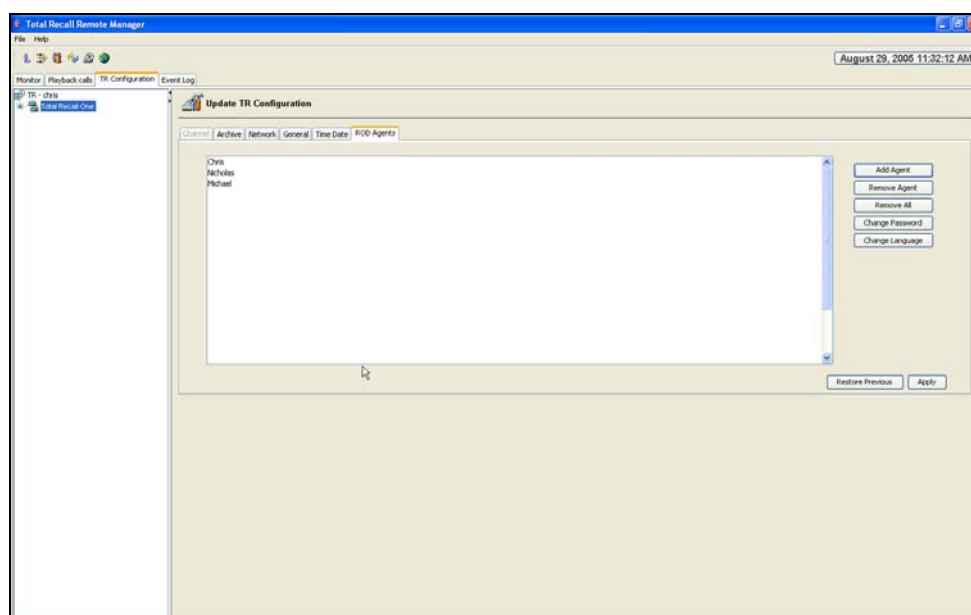 Total Recall Remote Manager
File Help
August 29, 2005 11:32:12 AM
Monitor Playback calls TR Configuration Event Log
TR - chris
Total Recall One
Update TR Configuration
Channel Archive Network General Time Date ROD Agents
Chris
Nicholas
Michael
Add Agent
Remove Agent
Remove All
Change Password
Change Language
Restore Previous Apply